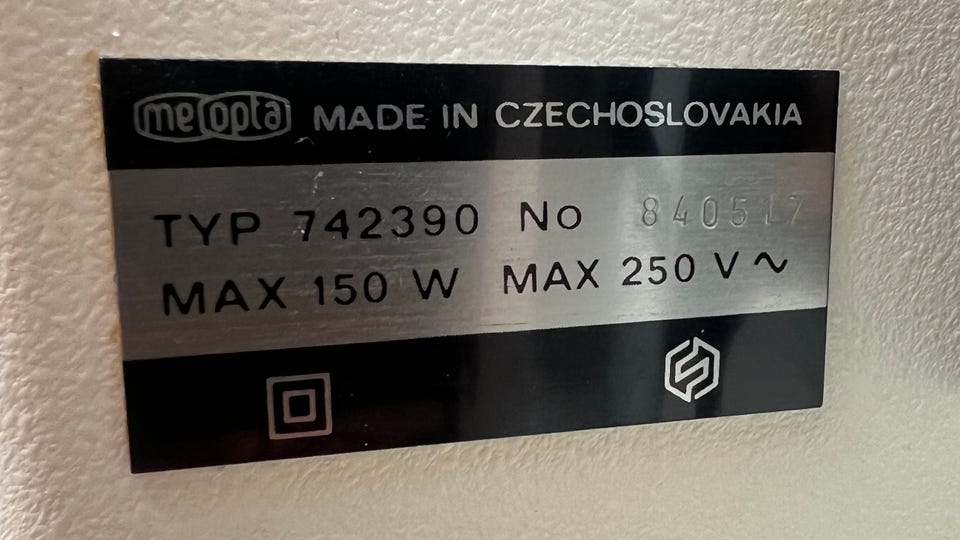 meopta MADE IN CZECHOSLOVAKIA
TYP 742390 No 840517
MAX 150 W MAX 250 V ~